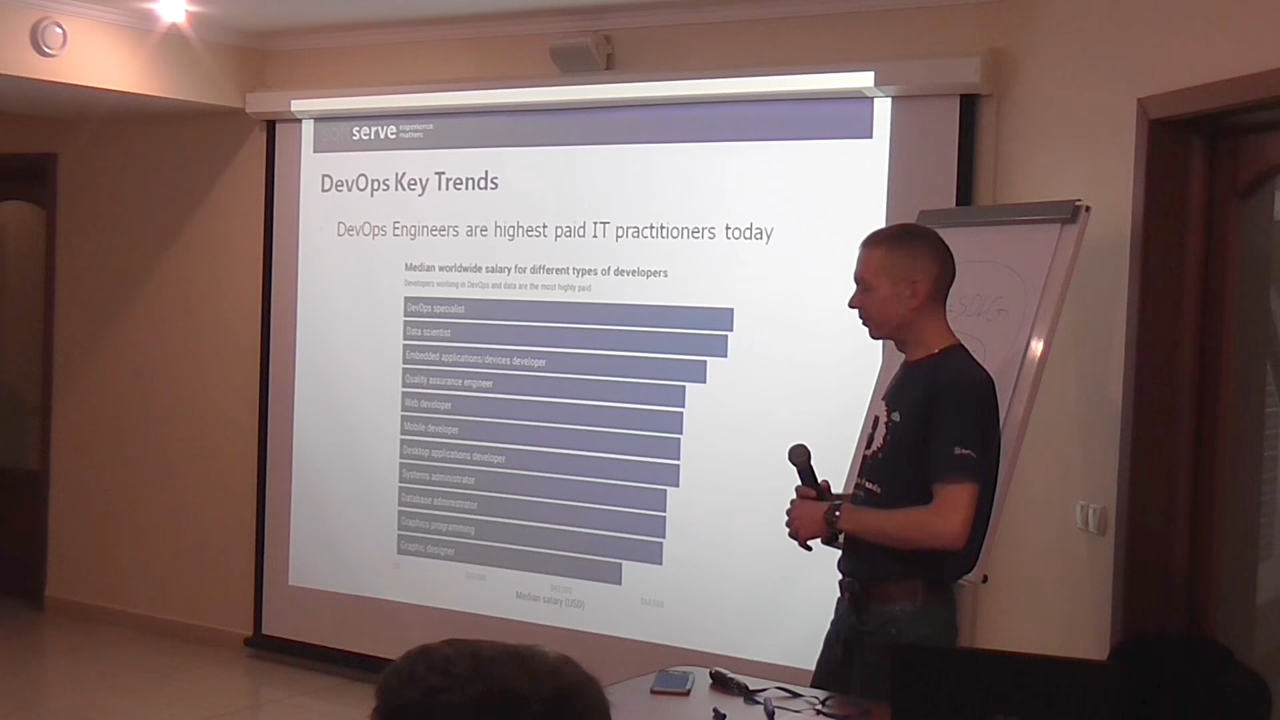 softserve experience matters
DevOps Key Trends
DevOps Engineers are highest paid IT practitioners today
Median worldwide salary for different types of developers
Developers working in DevOps and data are the most highly paid
DevOps specialist
Data scientist
Embedded applications/devices developer
Quality assurance engineer
Web developer
Mobile developer
Desktop applications developer
Systems administrator
Database administrator
Graphics programming
Graphic designer
Median salary (USD)